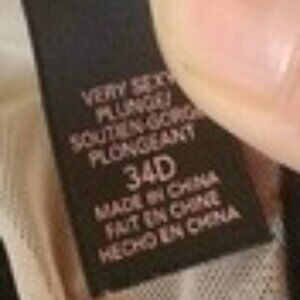 VERY SEXY
PLUNGE/
SOUTIEN-GORGE
PLONGEANT
34D
MADE IN CHINA
FAIT EN CHINE
HECHO EN CHINA